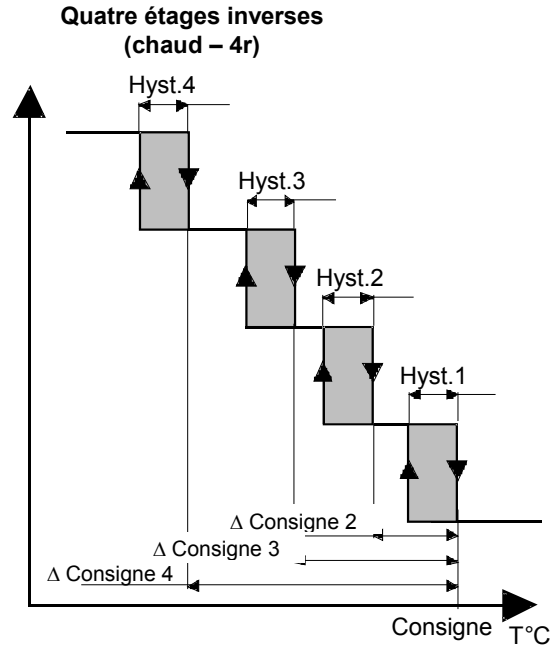 Quatre étages inverses
(chaud – 4r)
Hyst.4
Hyst.3
Hyst.2
Hyst.1
Δ Consigne 2
Δ Consigne 3
Δ Consigne 4
Consigne
T°C